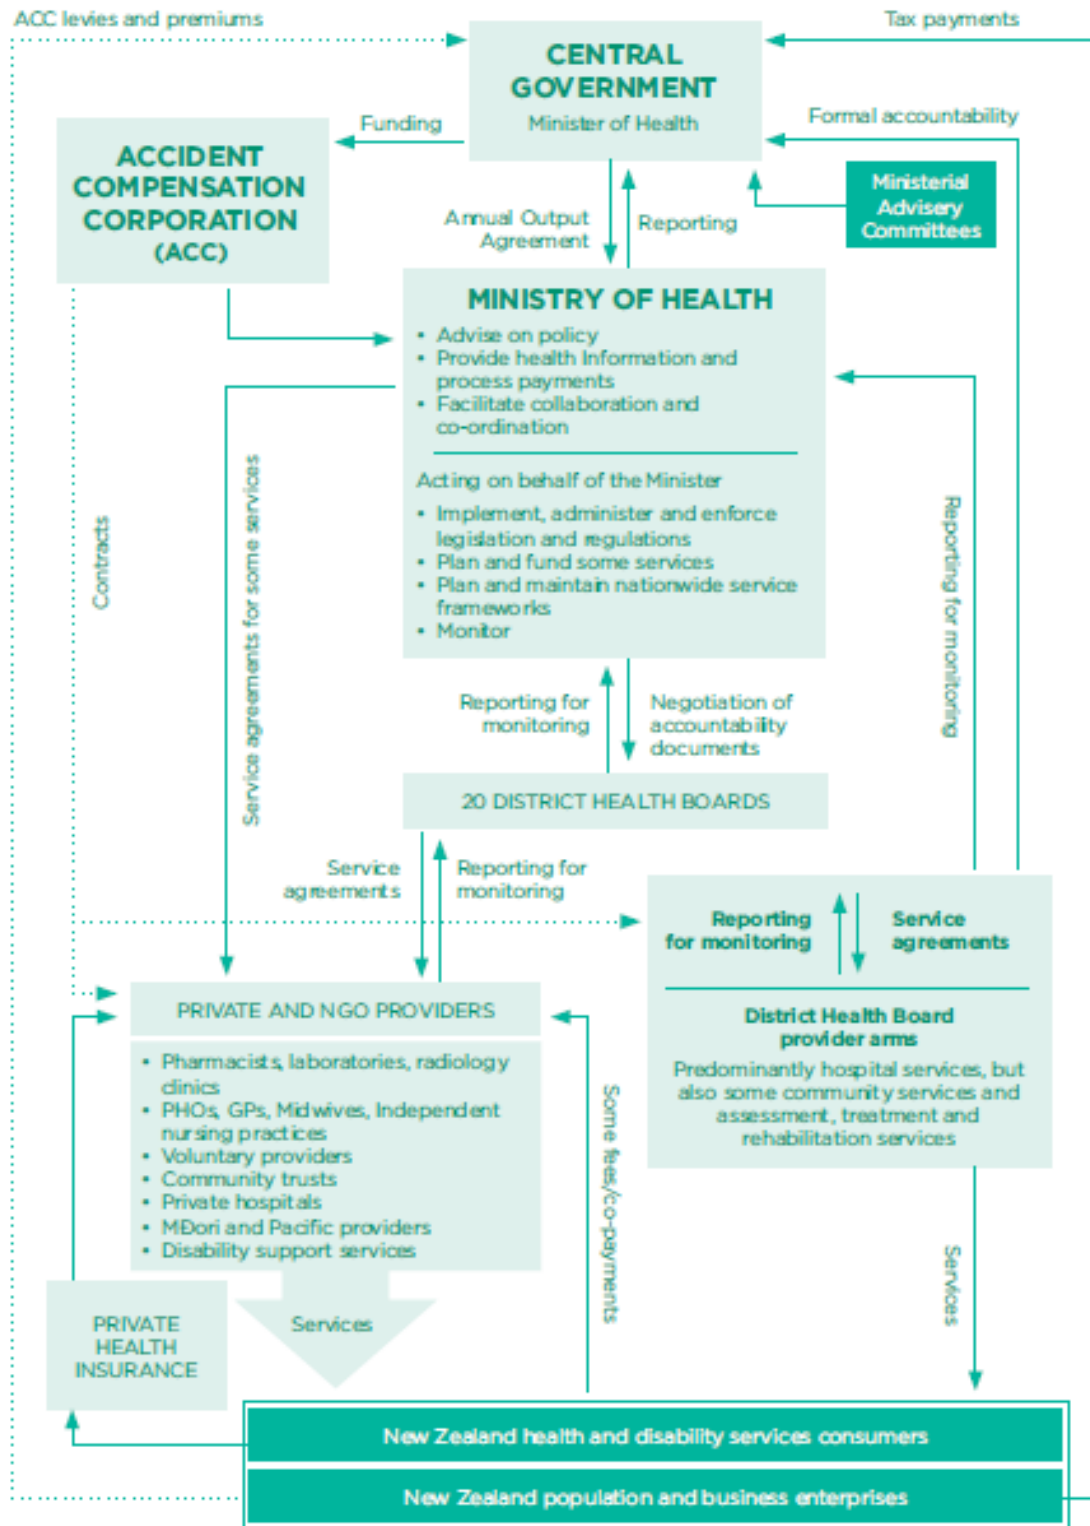 ACC levies and premiums
Tax payments
CENTRAL
GOVERNMENT
Minister of Health
Funding
Formal accountability
ACCIDENT
COMPENSATION
CORPORATION
(ACC)
Ministerial
Advisery
Committees
Annual Output
Agreement
Reporting
MINISTRY OF HEALTH
• Advise on policy
• Provide health Information and
process payments
• Facilitate collaboration and
co-ordination
Acting on behalf of the Minister
• Implement, administer and enforce
legislation and regulations
• Plan and fund some services
• Plan and maintain nationwide service
frameworks
• Monitor
Contracts
Service agreements for some services
Reporting for monitoring
Reporting for
monitoring
Negotiation of
accountability
documents
20 DISTRICT HEALTH BOARDS
Service
agreements
Reporting for
monitoring
Reporting
for monitoring
Service
agreements
District Health Board
provider arms
Predominantly hospital services, but
also some community services and
assessment, treatment and
rehabilitation services
PRIVATE AND NGO PROVIDERS
• Pharmacists, laboratories, radiology
clinics
• PHOs, GPs, Midwives, Independent
nursing practices
• Voluntary providers
• Community trusts
• Private hospitals
• MÐori and Pacific providers
• Disability support services
Some fees/co-payments
Services
PRIVATE
HEALTH
INSURANCE
Services
New Zealand health and disability services consumers
New Zealand population and business enterprises